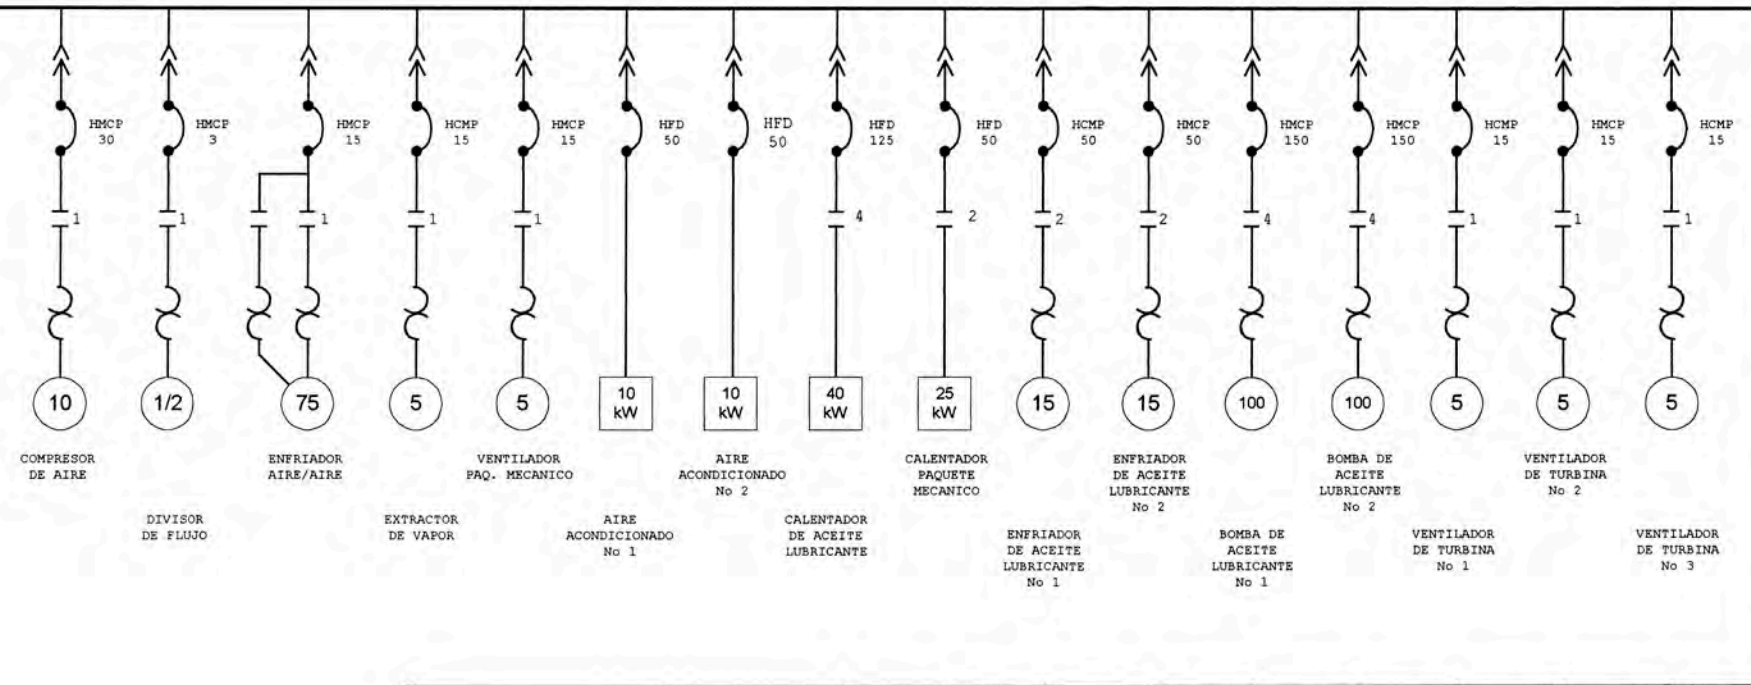 HMCP
30
HMCP
3
HMCP
15
HCMP
15
HMCP
15
HFD
50
HFD
50
HFD
125
HFD
50
HCMP
50
HMCP
50
HMCP
150
HMCP
150
HCMP
15
HMCP
15
HCMP
15
1
1
1
1
1
4
2
2
2
4
4
1
1
1
10
1/2
75
5
5
10
kW
10
kW
40
kW
25
kW
15
15
100
100
5
5
5
COMPRESOR
DE AIRE
DIVISOR
DE FLUJO
ENFRIADOR
AIRE/AIRE
EXTRACTOR
DE VAPOR
VENTILADOR
PAQ. MECANICO
AIRE
ACONDICIONADO
No 1
AIRE
ACONDICIONADO
No 2
CALENTADOR
DE ACEITE
LUBRICANTE
CALENTADOR
PAQUETE
MECANICO
ENFRIADOR
DE ACEITE
LUBRICANTE
No 1
ENFRIADOR
DE ACEITE
LUBRICANTE
No 2
BOMBA DE
ACEITE
LUBRICANTE
No 1
BOMBA DE
ACEITE
LUBRICANTE
No 2
VENTILADOR
DE TURBINA
No 1
VENTILADOR
DE TURBINA
No 2
VENTILADOR
DE TURBINA
No 3